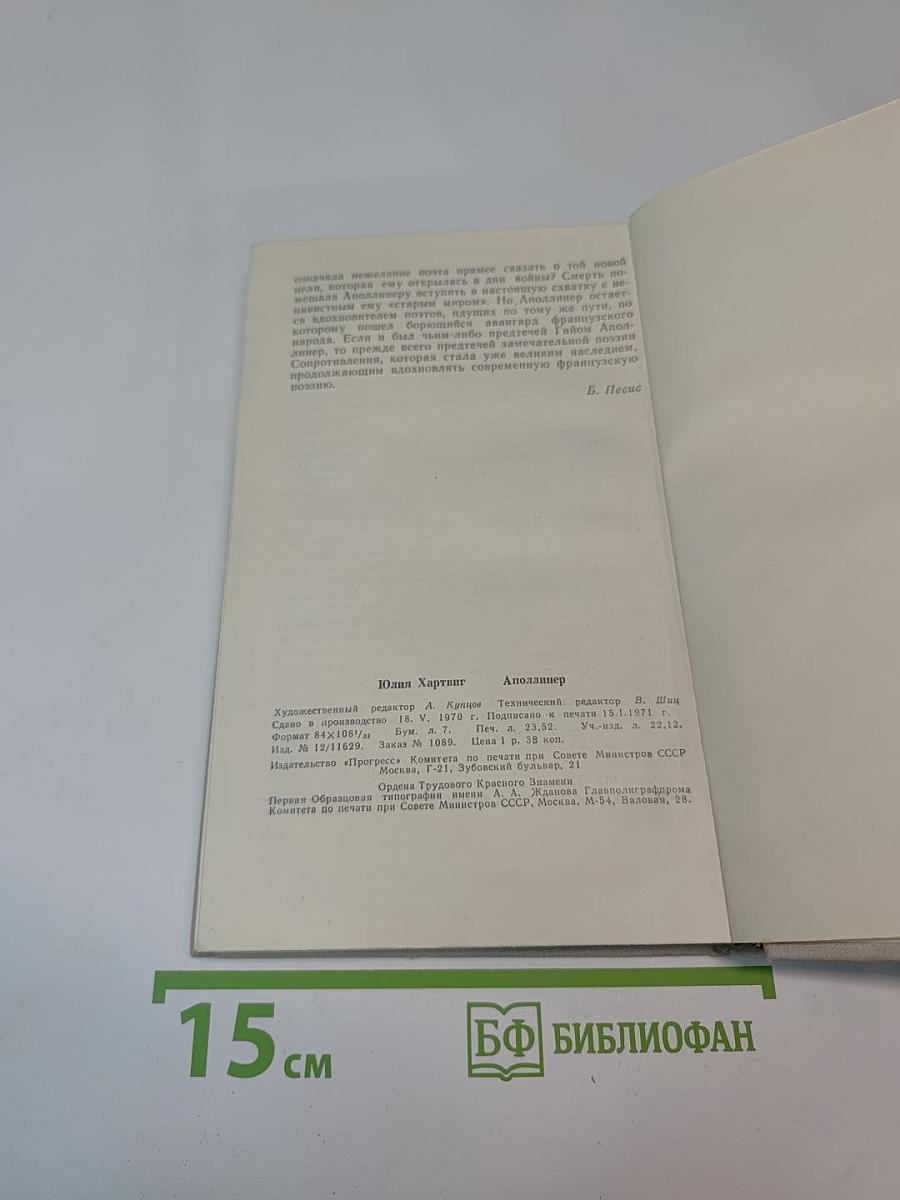 означала нежелание поэта прямее сказать о той новой
цели, которая ему открылась в дни войны? Смерть по-
мешала Аполлинеру вступить в настоящую схватку с не-
навистным ему «старым миром». Но Аполлинер остает-
ся вдохновителем поэтов, идущих по тому же пути, по
которому пошел борющийся авангард французского
народа. Если и был чьим-либо предтечей Гийом Апол-
линер, то прежде всего предтечей замечательной поэзии
Сопротивления, которая стала уже великим наследием,
продолжающим вдохновлять современную французскую
поэзию.
Б. Песис
Юлия Хартвиг Аполлинер
Художественный редактор А. Купцов Технический редактор В. Шиц
Сдано в производство 18. V. 1970 г. Подписано к печати 15.1.1971 г.
Формат 84×108¹/₃₂ Бум. л. 7. Печ. л. 23,52. Уч.-изд. л. 22,12.
Изд. № 12/11629. Заказ № 1089. Цена 1 р. 38 коп.
Издательство «Прогресс» Комитета по печати при Совете Министров СССР
Москва, Г-21, Зубовский бульвар, 21
Ордена Трудового Красного Знамени
Первая Образцовая типография имени А. А. Жданова Главполиграфпрома
Комитета по печати при Совете Министров СССР, Москва, М-54, Валовая, 28.
15 см
БФ БИБЛИОФАН